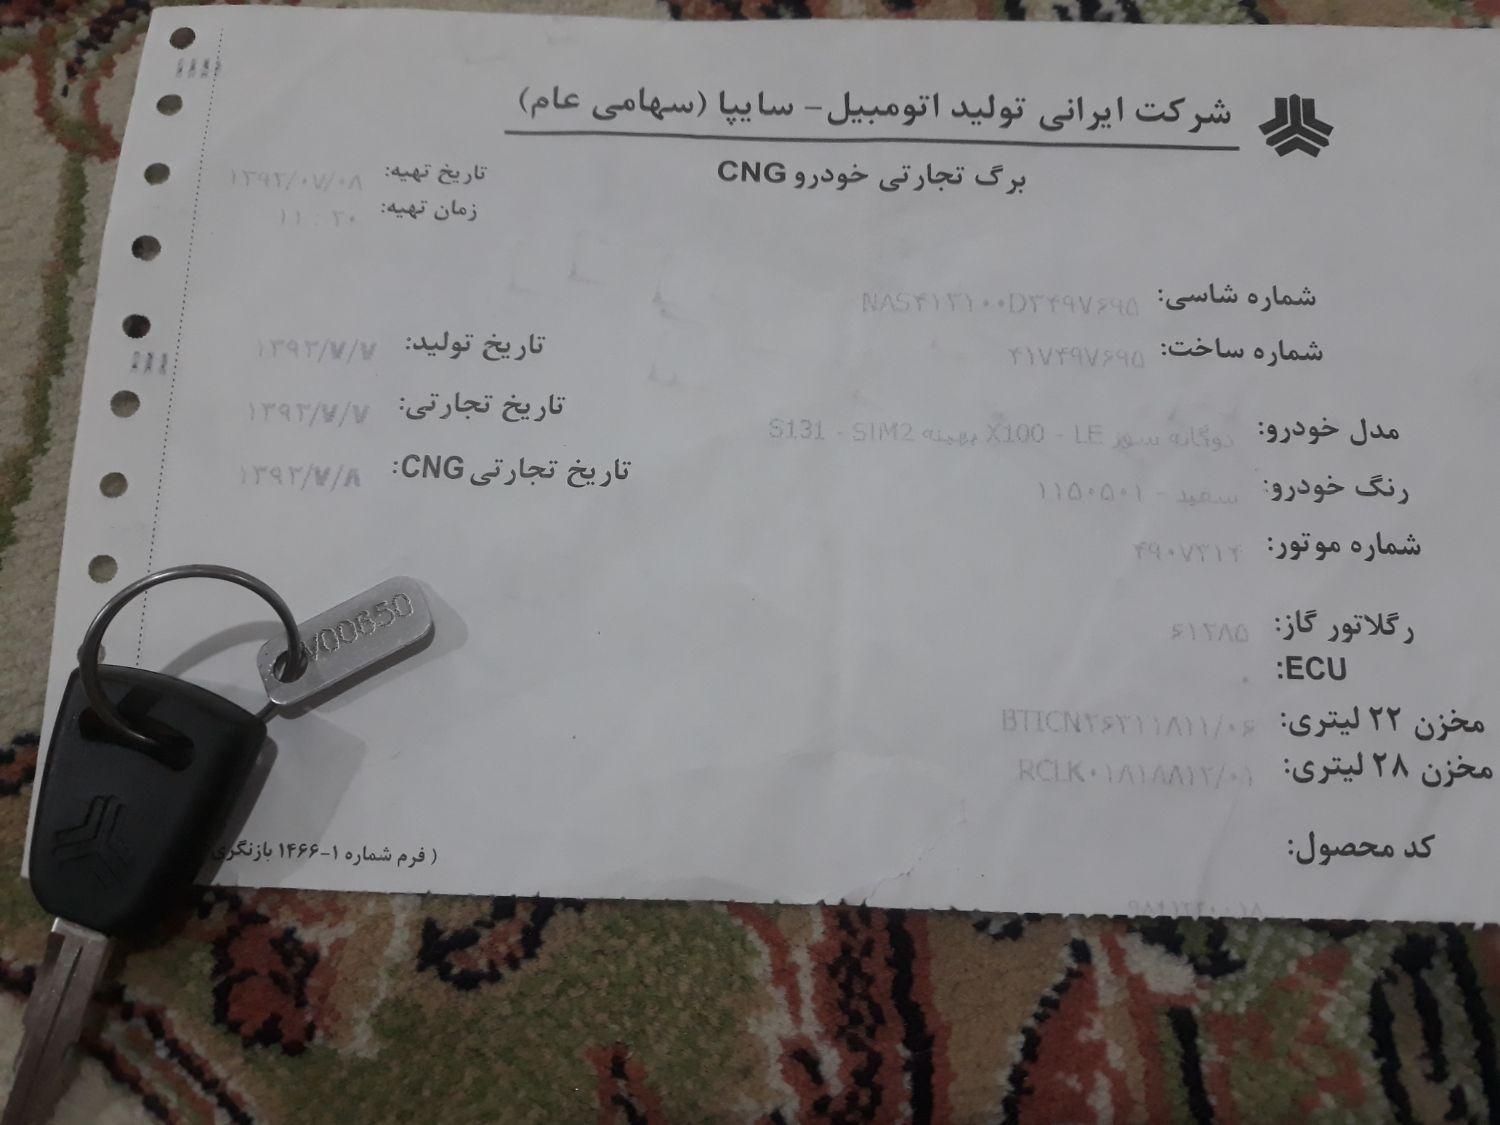 شرکت ایرانی تولید اتومبیل- سایپا (سهامی عام)
برگ تجارتی خودرو CNG
تاریخ تهیه: ۱۳۹۲/۰۷/۰۸
زمان تهیه: ۱۱ : ۲۰
شماره شاسی: NAS۴۱۲۱۰۰D۳۴۹۷۶۹۵
شماره ساخت: ۴۱۷۴۹۷۶۹۵
تاریخ تولید: ۱۳۹۲/۷/۷
مدل خودرو: دوگانه سوز S131 - SIM2 بهینه X100 - LE
تاریخ تجارتی: ۱۳۹۲/۷/۷
رنگ خودرو: سفید - ۱۱۵۰۵۰۱
تاریخ تجارتی CNG: ۱۳۹۲/۷/۸
شماره موتور: ۴۹۰۷۳۱۴
رگلاتور گاز: ۶۱۲۸۵
ECU: ۰
مخزن ۲۲ لیتری: BTICN۲۶۲۱۱۸۱۱/۰۶
مخزن ۲۸ لیتری: RCLK۰۱۸۱۸۸۱۲/۰۱
کد محصول:
( فرم شماره ۱-۱۴۶۶ بازنگری
V00650